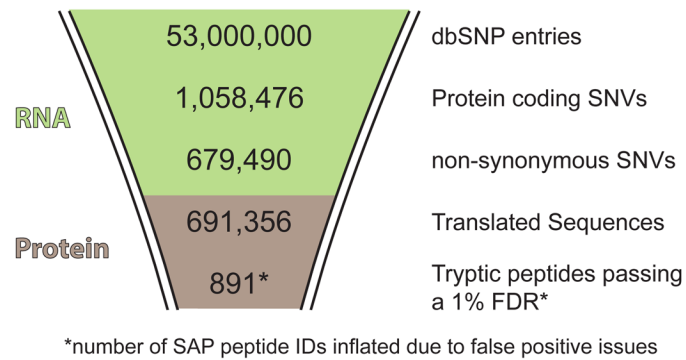 53,000,000 dbSNP entries
1,058,476 Protein coding SNVs
RNA
679,490 non-synonymous SNVs
691,356 Translated Sequences
Protein
891* Tryptic peptides passing
a 1% FDR*
*number of SAP peptide IDs inflated due to false positive issues